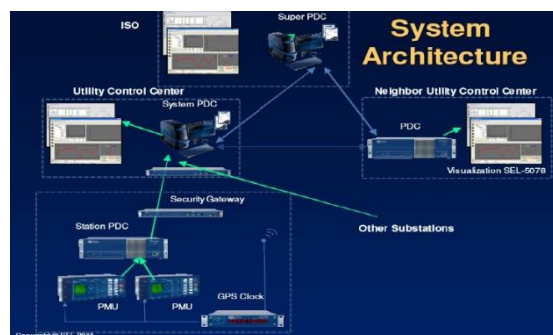 ISO
Super PDC
System
Architecture
Utility Control Center
System PDC
Neighbor Utility Control Center
PDC
Visualization SEL-5078
Security Gateway
Station PDC
Other Substations
PMU
PMU
GPS Clock